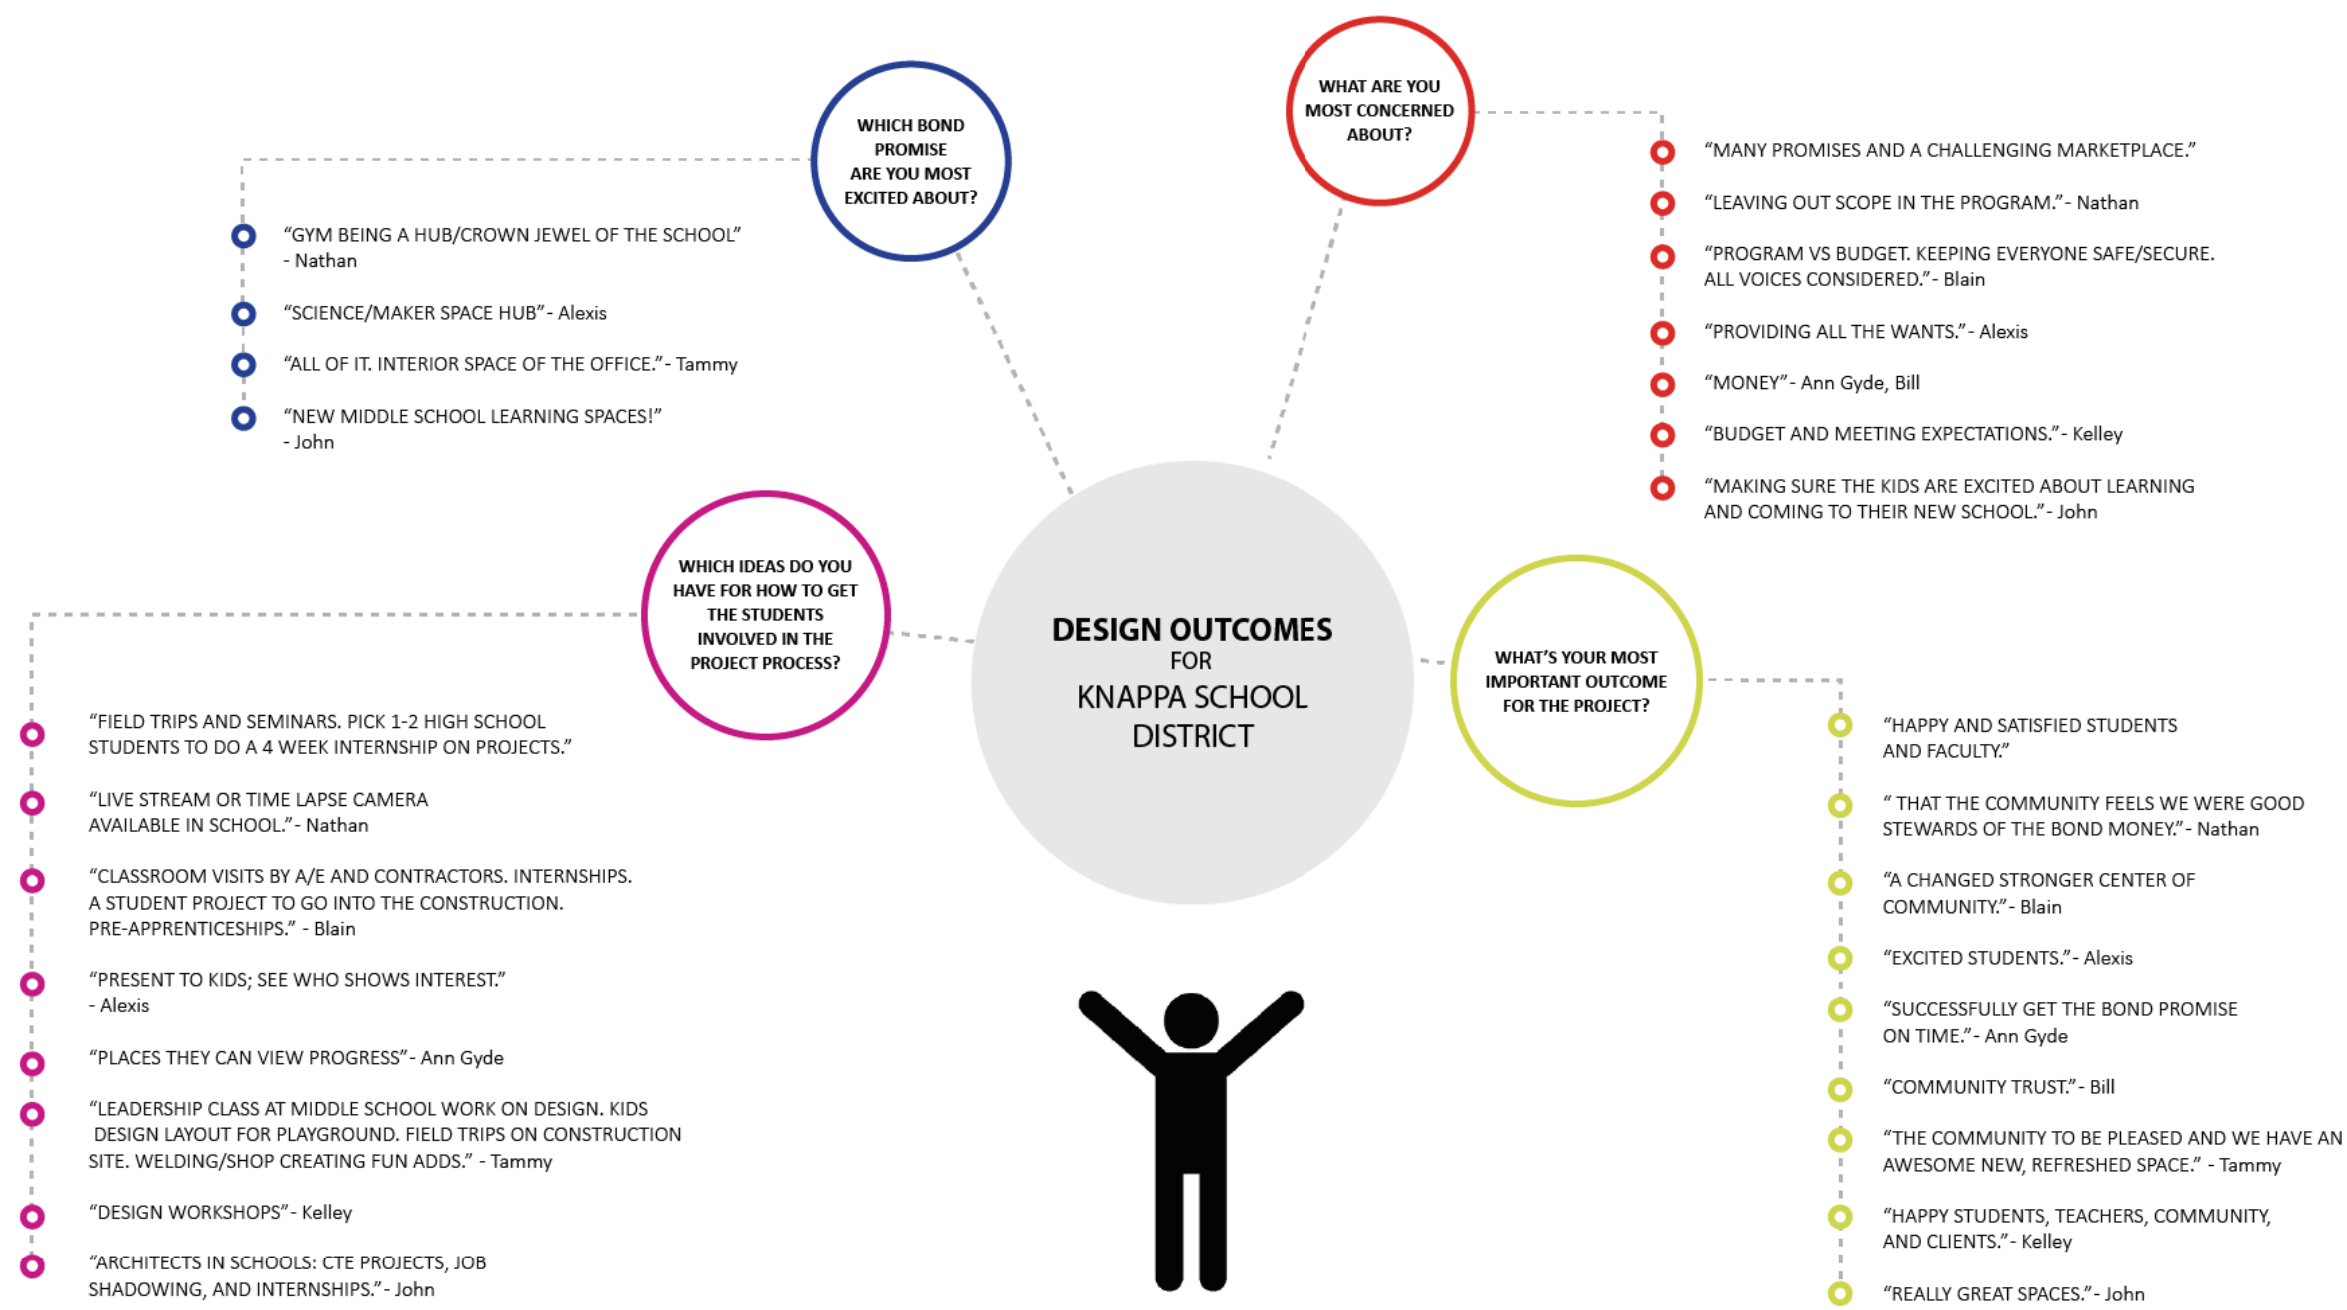 WHICH BOND
PROMISE
ARE YOU MOST
EXCITED ABOUT?
“GYM BEING A HUB/CROWN JEWEL OF THE SCHOOL”
- Nathan
“SCIENCE/MAKER SPACE HUB”- Alexis
“ALL OF IT. INTERIOR SPACE OF THE OFFICE.”- Tammy
“NEW MIDDLE SCHOOL LEARNING SPACES!”
- John
WHAT ARE YOU
MOST CONCERNED
ABOUT?
“MANY PROMISES AND A CHALLENGING MARKETPLACE.”
“LEAVING OUT SCOPE IN THE PROGRAM.”- Nathan
“PROGRAM VS BUDGET. KEEPING EVERYONE SAFE/SECURE.
ALL VOICES CONSIDERED.”- Blain
“PROVIDING ALL THE WANTS.”- Alexis
“MONEY”- Ann Gyde, Bill
“BUDGET AND MEETING EXPECTATIONS.”- Kelley
“MAKING SURE THE KIDS ARE EXCITED ABOUT LEARNING
AND COMING TO THEIR NEW SCHOOL.”- John
WHICH IDEAS DO YOU
HAVE FOR HOW TO GET
THE STUDENTS
INVOLVED IN THE
PROJECT PROCESS?
“FIELD TRIPS AND SEMINARS. PICK 1-2 HIGH SCHOOL
STUDENTS TO DO A 4 WEEK INTERNSHIP ON PROJECTS.”
“LIVE STREAM OR TIME LAPSE CAMERA
AVAILABLE IN SCHOOL.”- Nathan
“CLASSROOM VISITS BY A/E AND CONTRACTORS. INTERNSHIPS.
A STUDENT PROJECT TO GO INTO THE CONSTRUCTION.
PRE-APPRENTICESHIPS.” - Blain
“PRESENT TO KIDS; SEE WHO SHOWS INTEREST.”
- Alexis
“PLACES THEY CAN VIEW PROGRESS”- Ann Gyde
“LEADERSHIP CLASS AT MIDDLE SCHOOL WORK ON DESIGN. KIDS
DESIGN LAYOUT FOR PLAYGROUND. FIELD TRIPS ON CONSTRUCTION
SITE. WELDING/SHOP CREATING FUN ADDS.” - Tammy
“DESIGN WORKSHOPS”- Kelley
“ARCHITECTS IN SCHOOLS: CTE PROJECTS, JOB
SHADOWING, AND INTERNSHIPS.”- John
DESIGN OUTCOMES
FOR
KNAPPA SCHOOL
DISTRICT
WHAT’S YOUR MOST
IMPORTANT OUTCOME
FOR THE PROJECT?
“HAPPY AND SATISFIED STUDENTS
AND FACULTY.”
“ THAT THE COMMUNITY FEELS WE WERE GOOD
STEWARDS OF THE BOND MONEY.”- Nathan
“A CHANGED STRONGER CENTER OF
COMMUNITY.”- Blain
“EXCITED STUDENTS.”- Alexis
“SUCCESSFULLY GET THE BOND PROMISE
ON TIME.”- Ann Gyde
“COMMUNITY TRUST.”- Bill
“THE COMMUNITY TO BE PLEASED AND WE HAVE AN
AWESOME NEW, REFRESHED SPACE.” - Tammy
“HAPPY STUDENTS, TEACHERS, COMMUNITY,
AND CLIENTS.”- Kelley
“REALLY GREAT SPACES.”- John